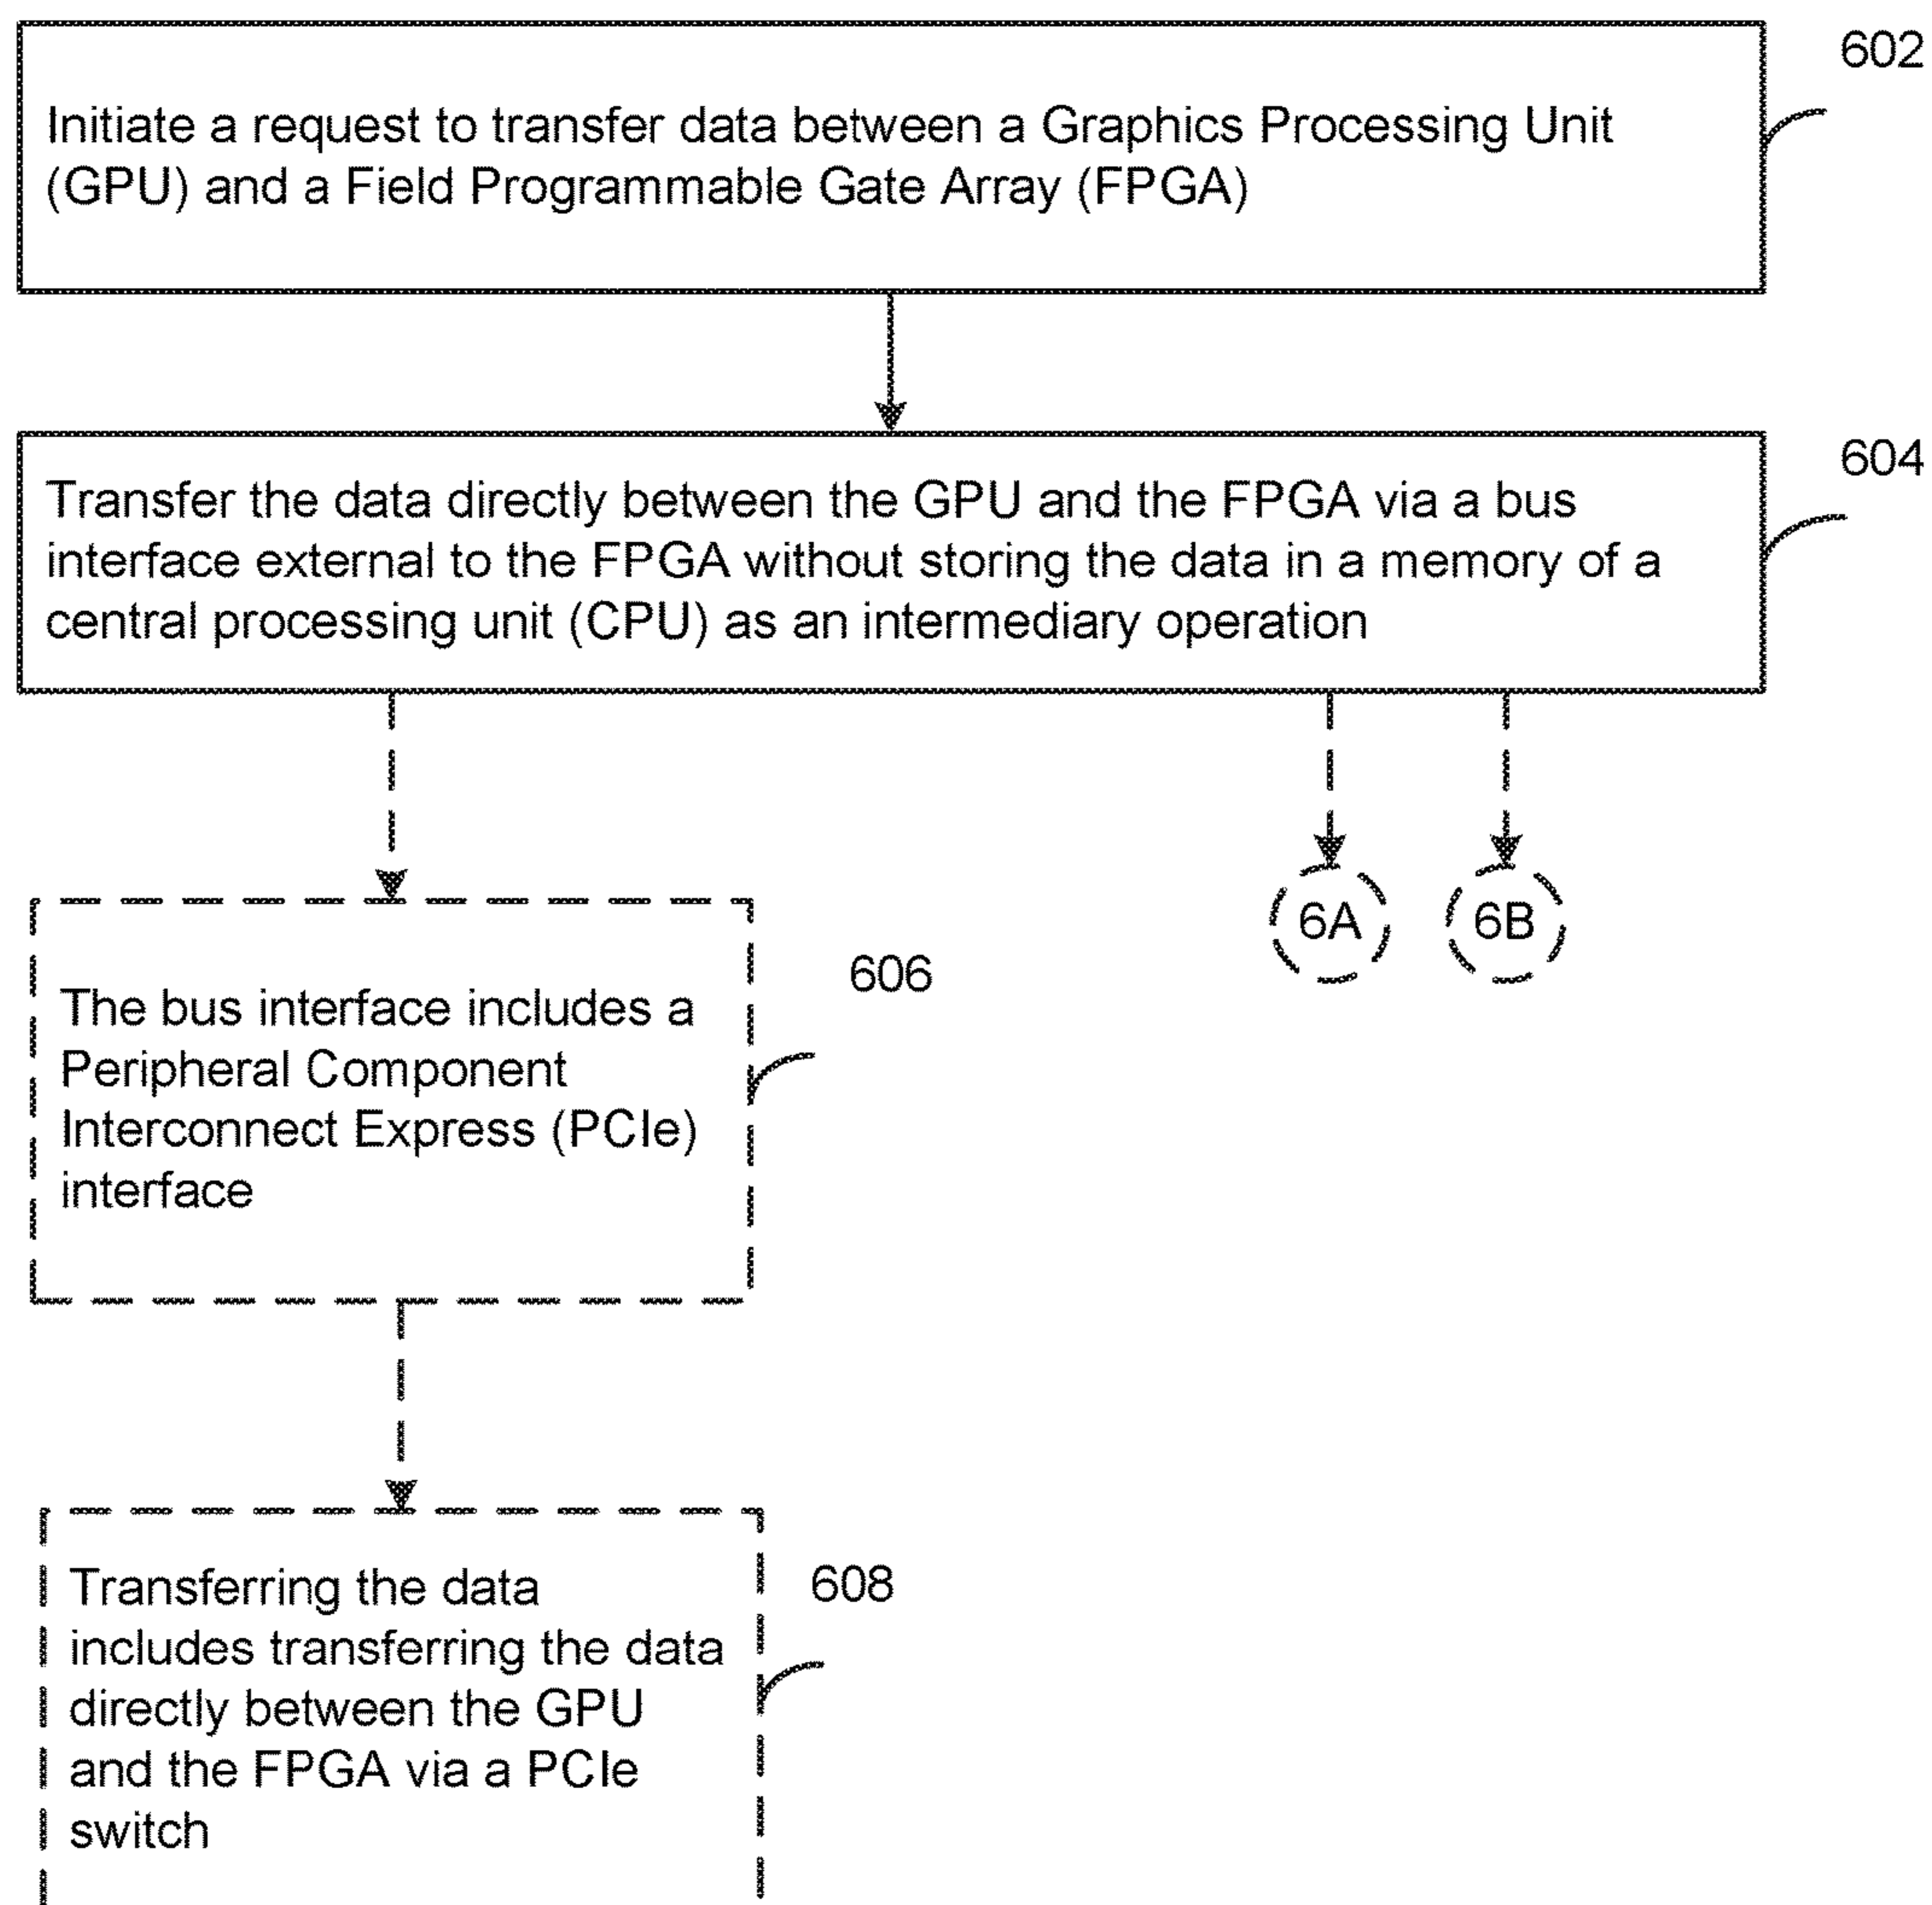 602
Initiate a request to transfer data between a Graphics Processing Unit
(GPU) and a Field Programmable Gate Array (FPGA)
604
Transfer the data directly between the GPU and the FPGA via a bus
interface external to the FPGA without storing the data in a memory of a
central processing unit (CPU) as an intermediary operation
6A
6B
606
The bus interface includes a
Peripheral Component
Interconnect Express (PCIe)
interface
608
Transferring the data
includes transferring the data
directly between the GPU
and the FPGA via a PCIe
switch